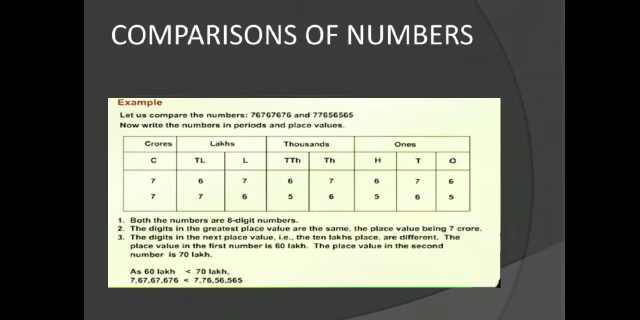 COMPARISONS OF NUMBERS
Example
Let us compare the numbers: 76767676 and 77656565
Now write the numbers in periods and place values.
Crores Lakhs Thousands Ones
C TL L TTh Th H T O
7 6 7 6 7 6 7 6
7 7 6 5 6 5 6 5
1. Both the numbers are 8-digit numbers.
2. The digits in the greatest place value are the same, the place value being 7 crore.
3. The digits in the next place value, i.e., the ten lakhs place, are different. The
place value in the first number is 60 lakh. The place value in the second
number is 70 lakh.
As 60 lakh < 70 lakh,
7,67,67,676 < 7,76,56,565